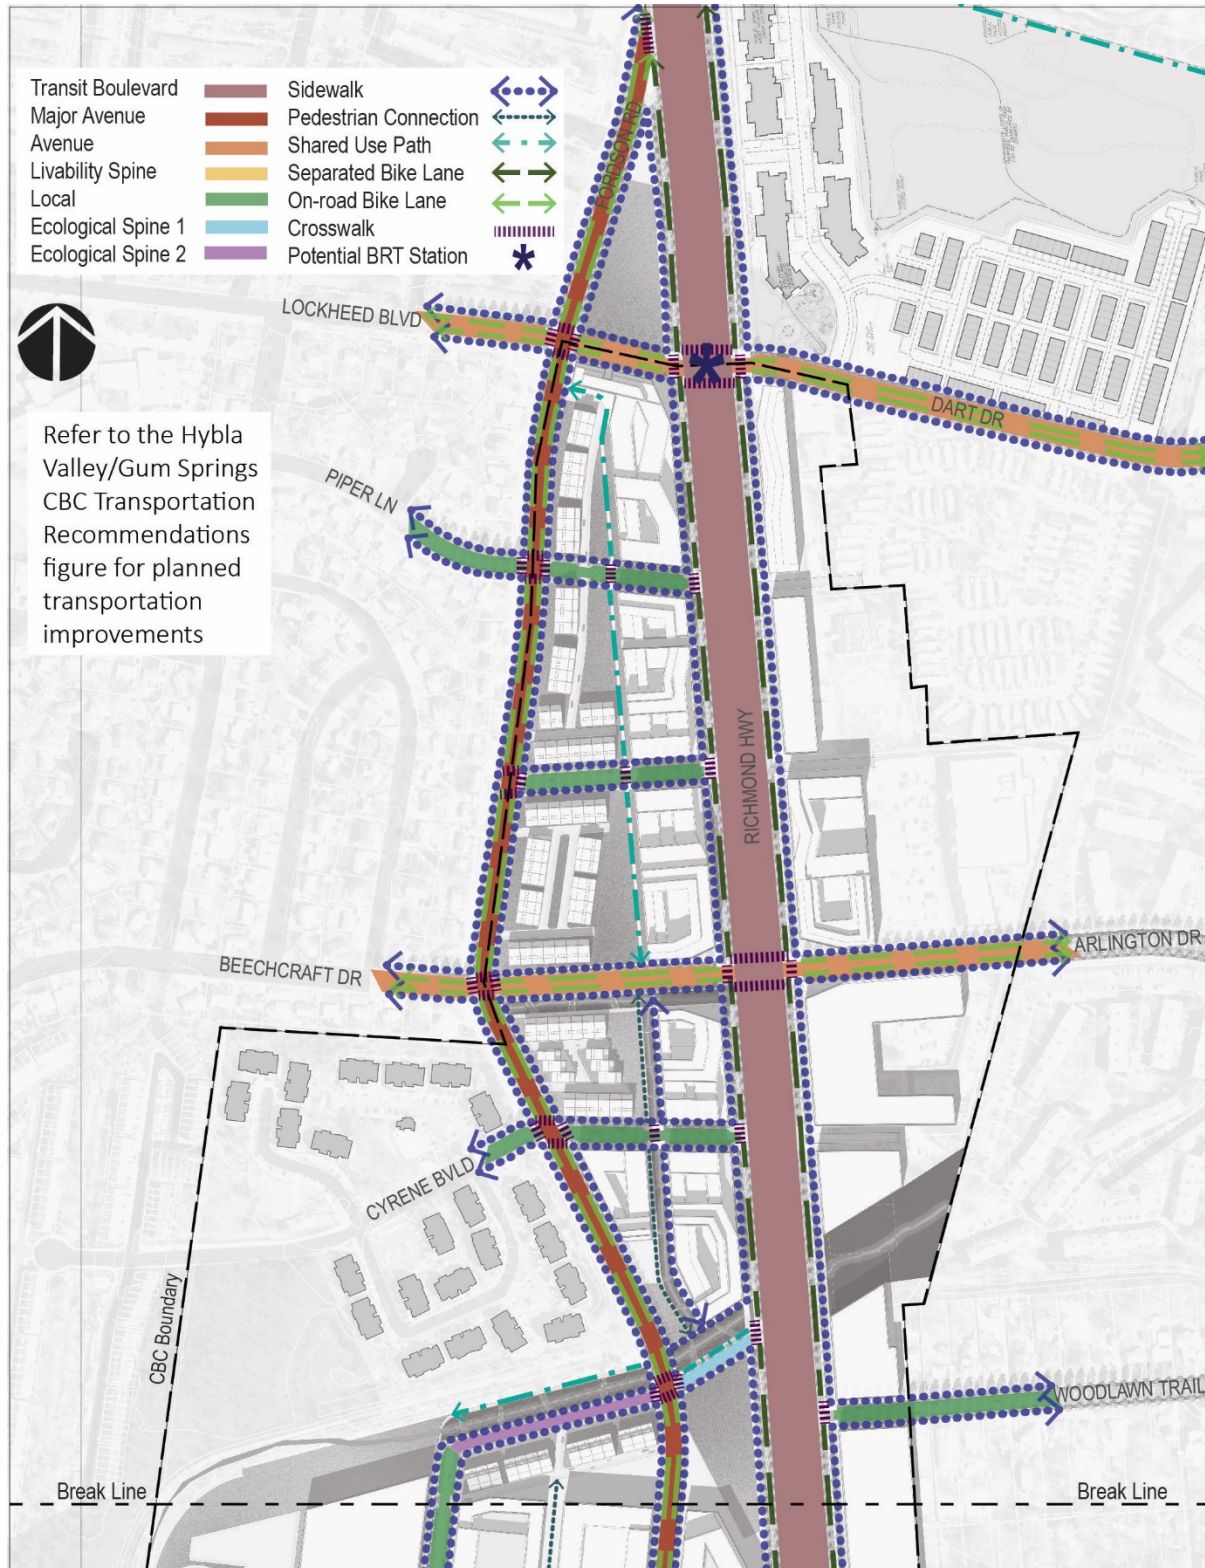 Transit Boulevard
Major Avenue
Avenue
Livability Spine
Local
Ecological Spine 1
Ecological Spine 2
Sidewalk
Pedestrian Connection
Shared Use Path
Separated Bike Lane
On-road Bike Lane
Crosswalk
Potential BRT Station
FORDSON RD
LOCKHEED BLVD
DART DR
Refer to the Hybla
Valley/Gum Springs
CBC Transportation
Recommendations
figure for planned
transportation
improvements
PIPER LN
RICHMOND HWY
BEECHCRAFT DR
ARLINGTON DR
CYRENE BVLD
CBC Boundary
WOODLAWN TRAIL
Break Line
Break Line